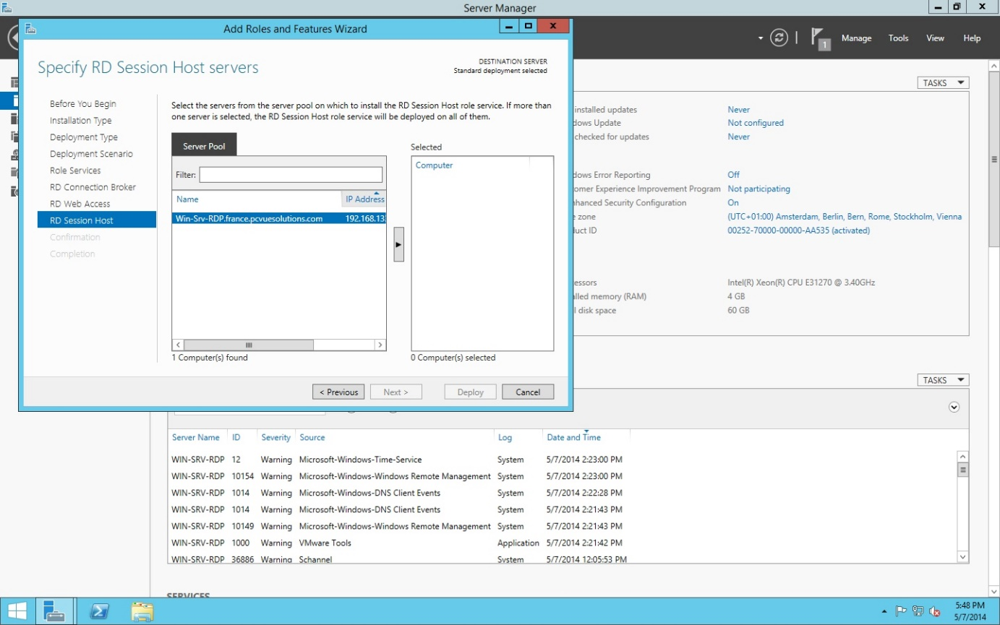 Server Manager
Add Roles and Features Wizard
1
Manage
Tools
View
Help
Specify RD Session Host servers
DESTINATION SERVER
Standard deployment selected
Before You Begin
Installation Type
Deployment Type
Deployment Scenario
Role Services
RD Connection Broker
RD Web Access
RD Session Host
Confirmation
Completion
Select the servers from the server pool on which to install the RD Session Host role service. If more than
one server is selected, the RD Session Host role service will be deployed on all of them.
Server Pool
Filter:
Name IP Address
Win-Srv-RDP.france.pcvuesolutions.com 192.168.13
1 Computer(s) found
Selected
Computer
0 Computer(s) selected
< Previous
Next >
Deploy
Cancel
TASKS
installed updates Never
dows Update Not configured
checked for updates Never
dows Error Reporting Off
omer Experience Improvement Program Not participating
nhanced Security Configuration On
e zone (UTC+01:00) Amsterdam, Berlin, Bern, Rome, Stockholm, Vienna
duct ID 00252-70000-00000-AA535 (activated)
essors Intel(R) Xeon(R) CPU E31270 @ 3.40GHz
alled memory (RAM) 4 GB
l disk space 60 GB
TASKS
Server Name ID Severity Source Log Date and Time
WIN-SRV-RDP 12 Warning Microsoft-Windows-Time-Service System 5/7/2014 2:23:00 PM
WIN-SRV-RDP 10154 Warning Microsoft-Windows-Windows Remote Management System 5/7/2014 2:23:00 PM
WIN-SRV-RDP 1014 Warning Microsoft-Windows-DNS Client Events System 5/7/2014 2:22:28 PM
WIN-SRV-RDP 1014 Warning Microsoft-Windows-DNS Client Events System 5/7/2014 2:21:43 PM
WIN-SRV-RDP 10149 Warning Microsoft-Windows-Windows Remote Management System 5/7/2014 2:21:43 PM
WIN-SRV-RDP 1000 Warning VMware Tools Application 5/7/2014 2:21:42 PM
WIN-SRV-RDP 36886 Warning Schannel System 5/7/2014 12:05:53 PM
SERVICES
5:48 PM
5/7/2014